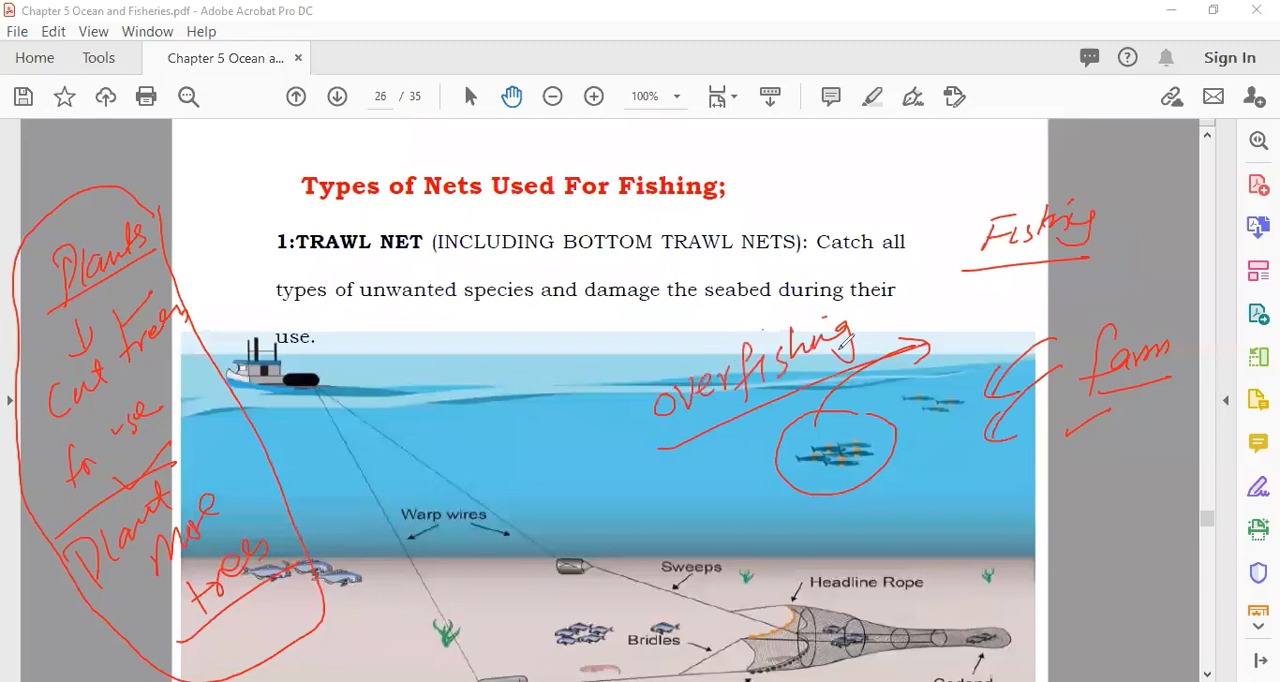 Chapter 5 Ocean and Fisheries.pdf - Adobe Acrobat Pro DC
File Edit View Window Help
Home Tools Chapter 5 Ocean a... × Sign In
26 / 35 100%
Types of Nets Used For Fishing;
1:TRAWL NET (INCLUDING BOTTOM TRAWL NETS): Catch all
types of unwanted species and damage the seabed during their
use.
Fishing
farm
overfishing
Plants
Cut trees
for use
Plant
more
trees
Warp wires
Sweeps
Headline Rope
Bridles